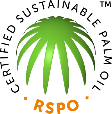 CERTIFIED SUSTAINABLE PALM OIL
TM
· RSPO ·